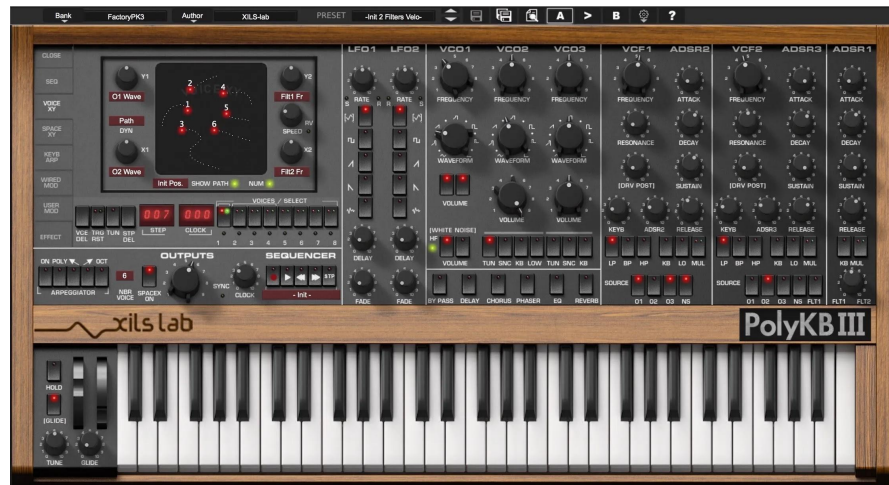 Bank FactoryPK3 Author XILS-lab PRESET -Init 2 Filters Velo- A > B ?
CLOSE
SEQ
VOICE XY
SPACE XY
KEYB ARP
WIRED MOD
USER MOD
EFFECT
Y1
O1 Wave
Path
DYN
X1
O2 Wave
2
4
1
5
3
6
Y2
Filt1 Fr
RV
SPEED
X2
Filt2 Fr
Init Pos. SHOW PATH NUM
VCE DEL TRG RST TUN STP DEL
007 000
STEP CLOCK
VOICES / SELECT
1 2 3 4 5 6 7 8
ON POLY OCT
ARPEGGIATOR
6
NBR VOICE
SPACEX ON
OUTPUTS
SYNC
CLOCK
SEQUENCER
STP
- Init -
LFO1 LFO2
RATE RATE
S R R S
DELAY DELAY
FADE FADE
VCO1 VCO2 VCO3
FREQUENCY FREQUENCY FREQUENCY
WAVEFORM WAVEFORM WAVEFORM
VOLUME
VOLUME VOLUME
[WHITE NOISE]
HP
VOLUME
TUN SNC KB LOW TUN SNC KB
BY PASS DELAY CHORUS PHASER EQ REVERB
VCF1 ADSR2
FREQUENCY ATTACK
RESONANCE DECAY
[DRV POST] SUSTAIN
KEYB ADSR2 RELEASE
LP BP HP KB LO MUL
SOURCE
O1 O2 O3 NS
VCF2 ADSR3
FREQUENCY ATTACK
RESONANCE DECAY
[DRV POST] SUSTAIN
KEYB ADSR3 RELEASE
LP BP HP KB LO MUL
SOURCE
O1 O2 O3 NS FLT1
ADSR1
ATTACK
DECAY
SUSTAIN
RELEASE
KB MUL
FLT1 FLT2
xils lab
PolyKB III
HOLD
[GLIDE]
TUNE GLIDE